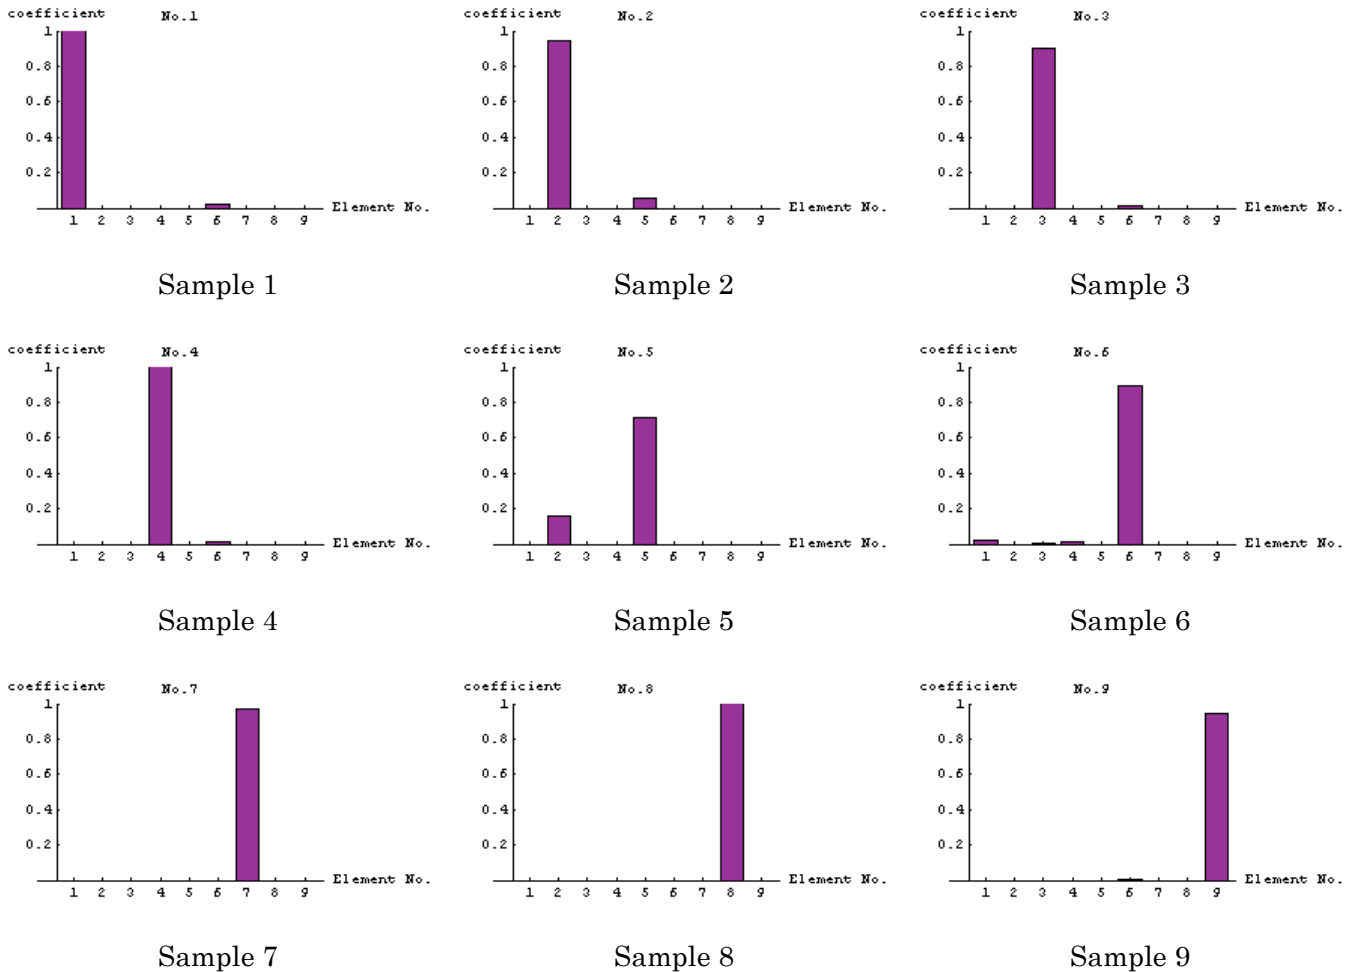 coefficient No.1
1
0.8
0.6
0.4
0.2
1 2 3 4 5 6 7 8 9 Element No.
Sample 1
coefficient No.2
1
0.8
0.6
0.4
0.2
1 2 3 4 5 6 7 8 9 Element No.
Sample 2
coefficient No.3
1
0.8
0.6
0.4
0.2
1 2 3 4 5 6 7 8 9 Element No.
Sample 3
coefficient No.4
1
0.8
0.6
0.4
0.2
1 2 3 4 5 6 7 8 9 Element No.
Sample 4
coefficient No.5
1
0.8
0.6
0.4
0.2
1 2 3 4 5 6 7 8 9 Element No.
Sample 5
coefficient No.6
1
0.8
0.6
0.4
0.2
1 2 3 4 5 6 7 8 9 Element No.
Sample 6
coefficient No.7
1
0.8
0.6
0.4
0.2
1 2 3 4 5 6 7 8 9 Element No.
Sample 7
coefficient No.8
1
0.8
0.6
0.4
0.2
1 2 3 4 5 6 7 8 9 Element No.
Sample 8
coefficient No.9
1
0.8
0.6
0.4
0.2
1 2 3 4 5 6 7 8 9 Element No.
Sample 9